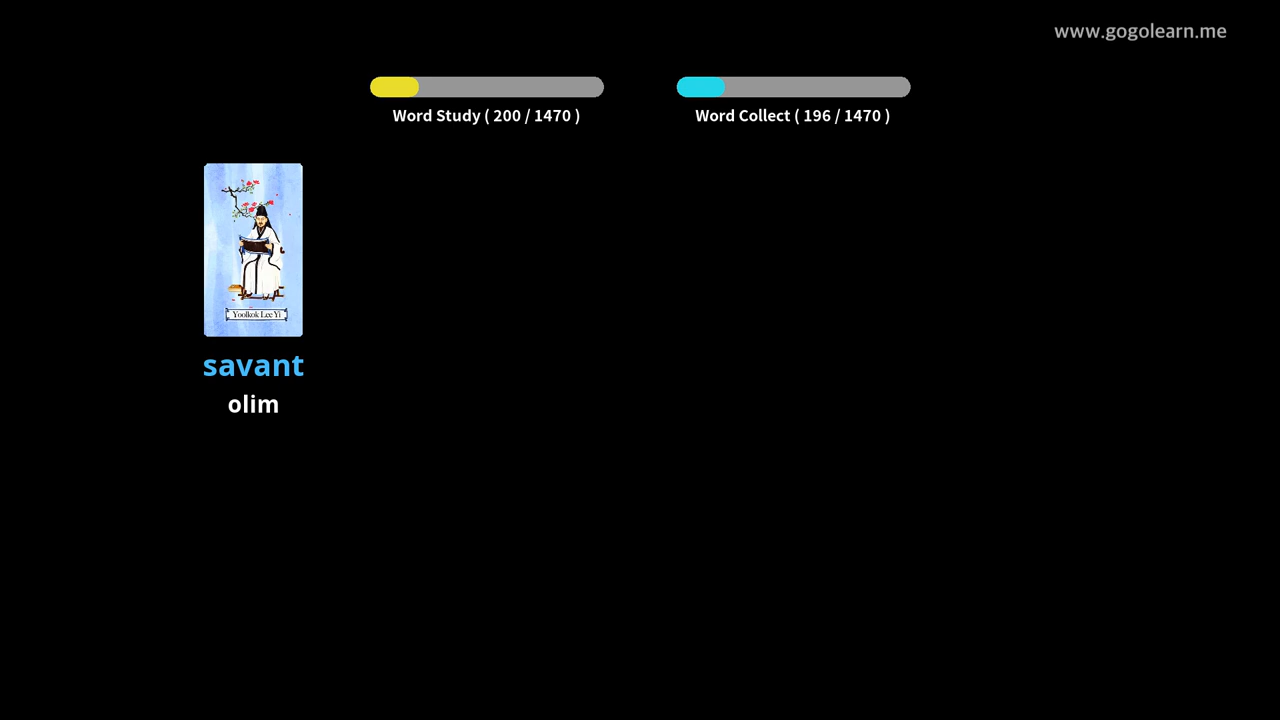 www.gogolearn.me
Word Study ( 200 / 1470 )
Word Collect ( 196 / 1470 )
Yoolkok Lee Yi
savant
olim